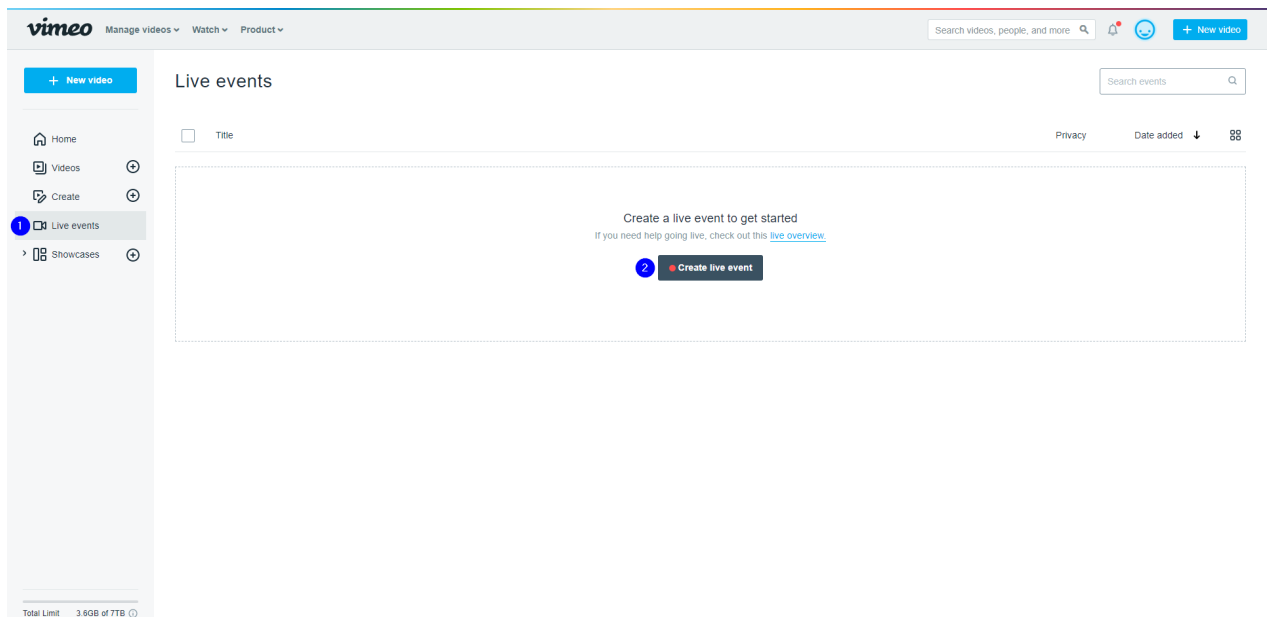 vimeo Manage videos Watch Product Search videos, people, and more + New video
+ New video
Live events
Search events
Home
Title Privacy Date added
Videos
Create
1 Live events
Showcases
Create a live event to get started
If you need help going live, check out this live overview.
2 Create live event
Total Limit 3.6GB of 7TB